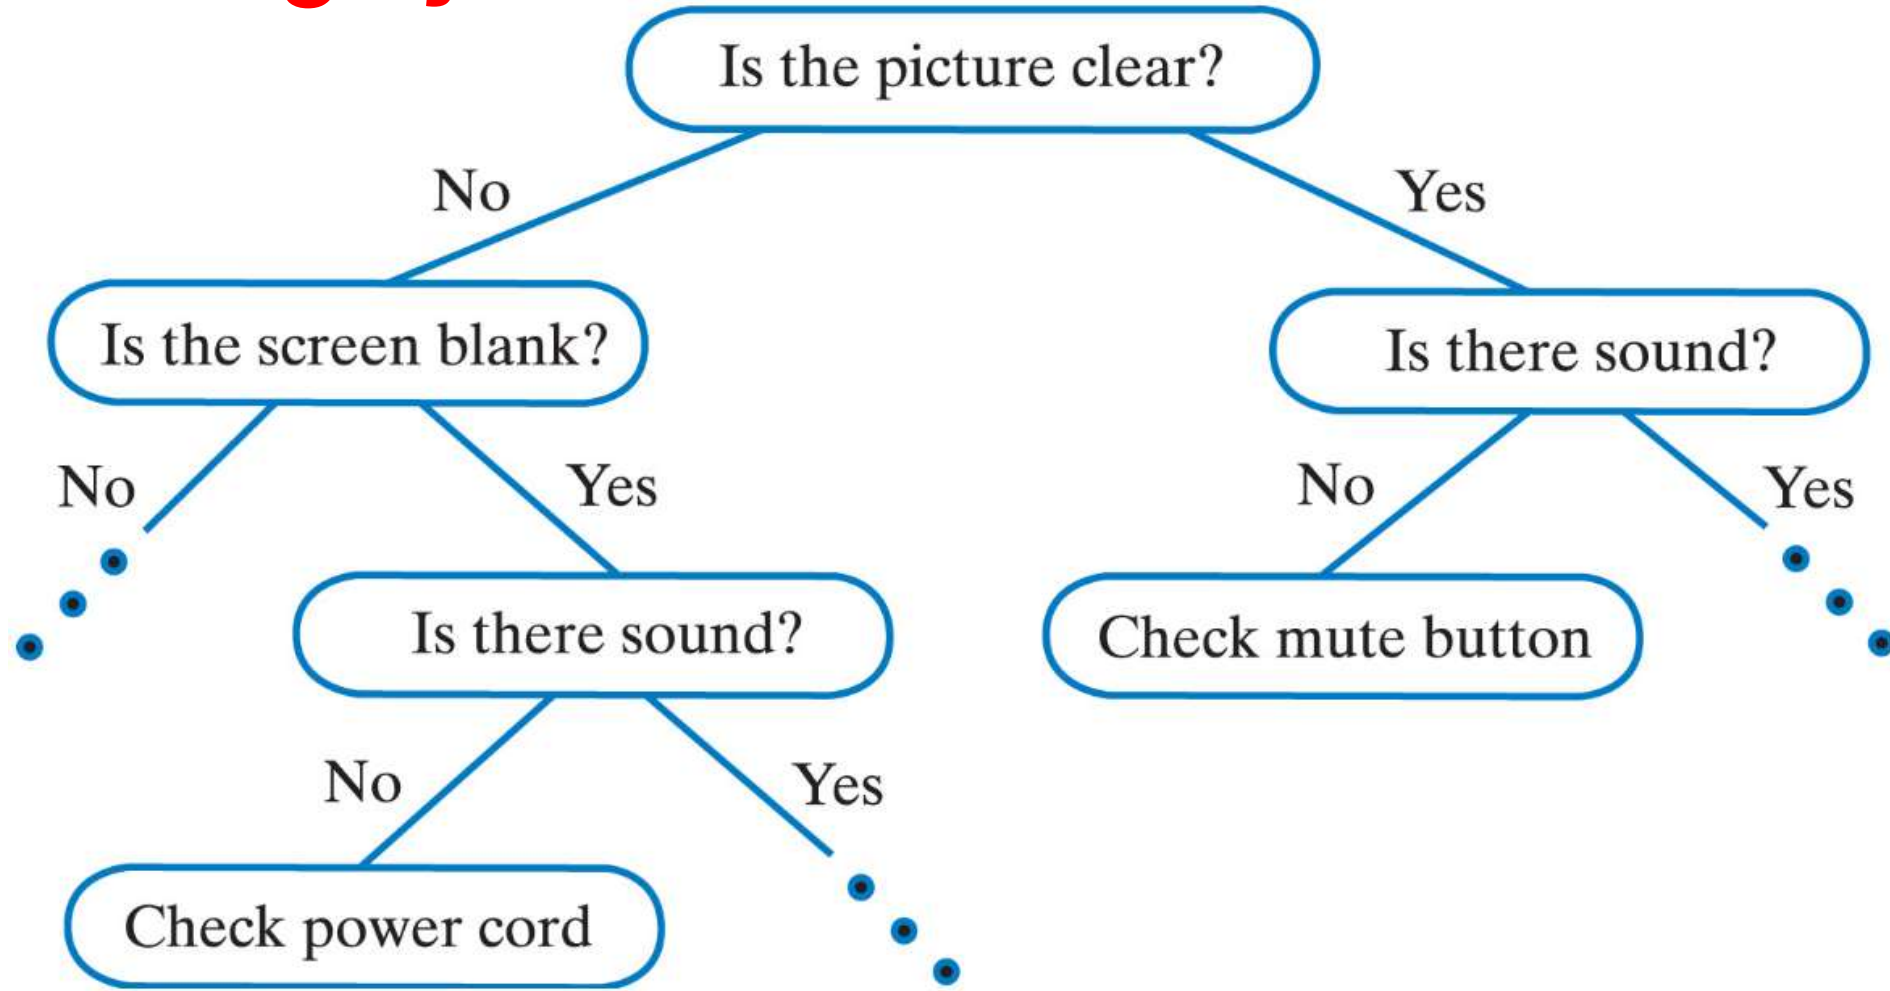 Is the picture clear?
No
Yes
Is the screen blank?
Is there sound?
No
Yes
No
Yes
Is there sound?
Check mute button
No
Yes
Check power cord